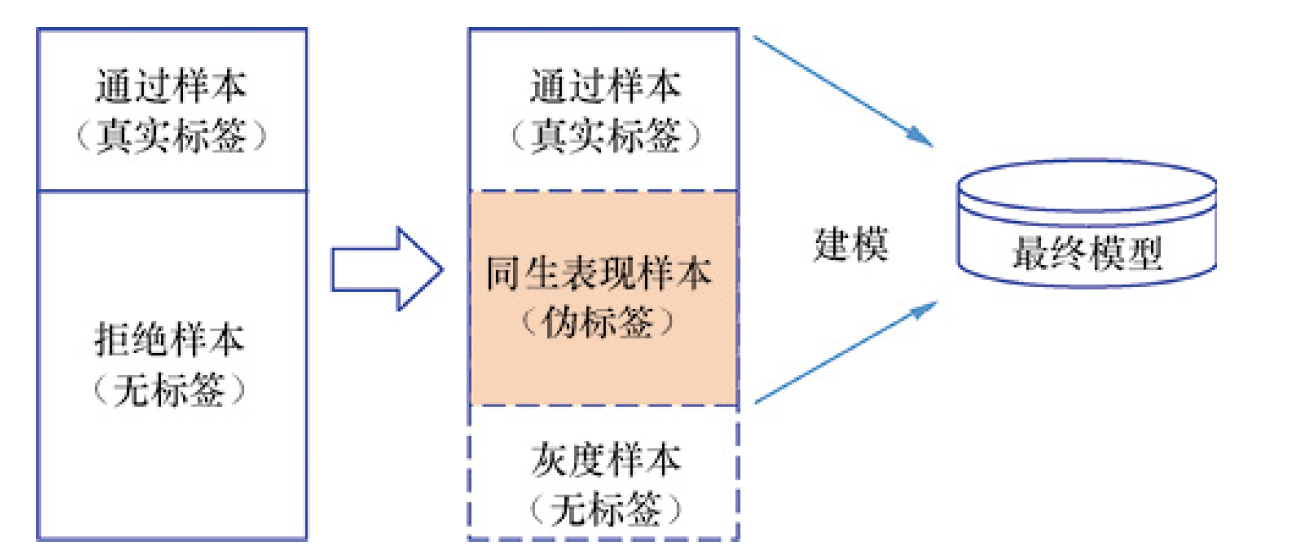 通过样本
（真实标签）
拒绝样本
（无标签）
通过样本
（真实标签）
同生表现样本
（伪标签）
灰度样本
（无标签）
建模
最终模型